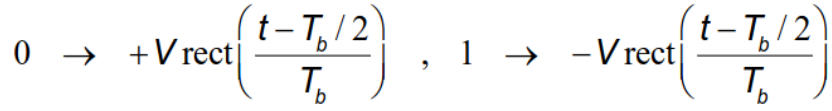 0 → +V rect( (t − T_b / 2) / T_b ) , 1 → −V rect( (t − T_b / 2) / T_b )